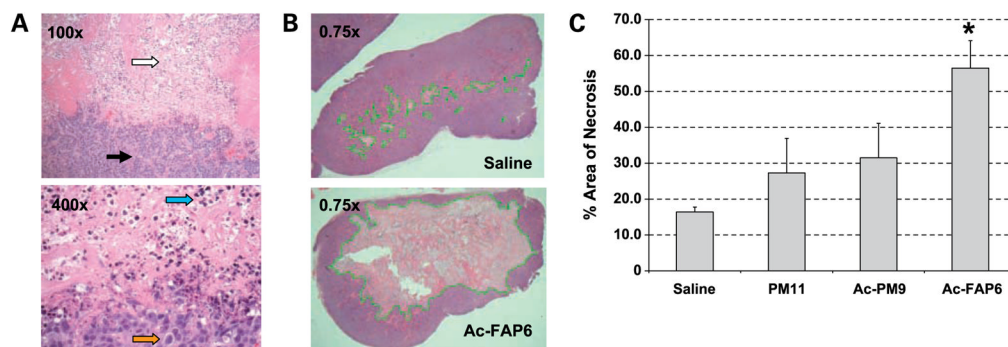 A
100x
400x
B
0.75x
Saline
0.75x
Ac-FAP6
C
% Area of Necrosis
70.0
60.0
50.0
40.0
30.0
20.0
10.0
0.0
*
Saline PM11 Ac-PM9 Ac-FAP6